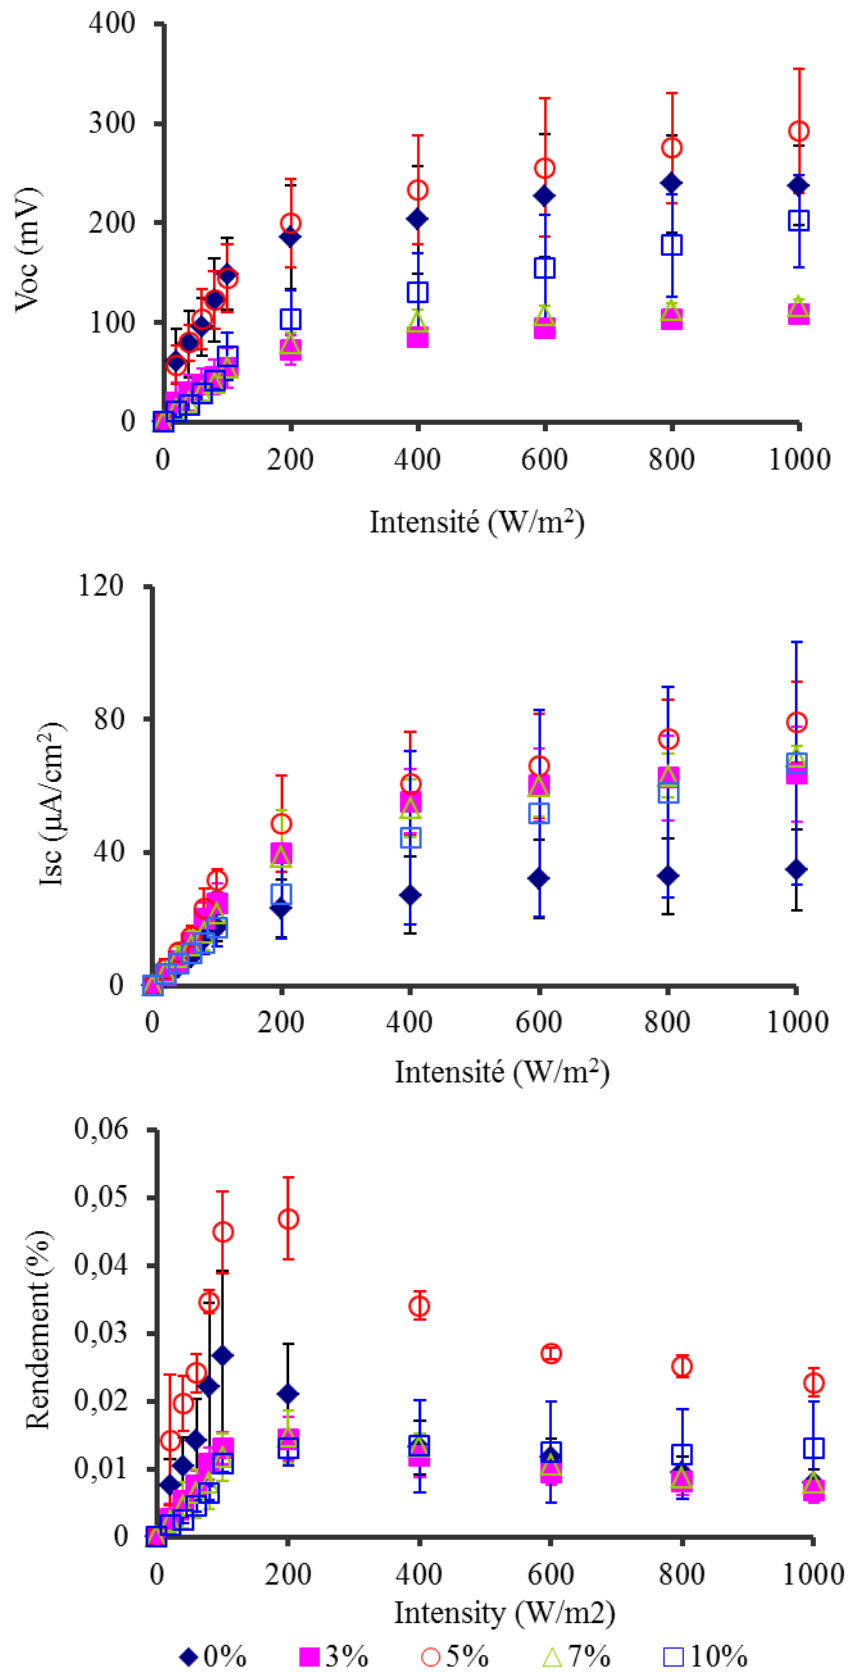 400
300
200
100
0
Voc (mV)
0 200 400 600 800 1000
Intensité (W/m²)
120
80
40
0
Isc (µA/cm²)
0 200 400 600 800 1000
Intensité (W/m²)
0,06
0,05
0,04
0,03
0,02
0,01
0
Rendement (%)
0 200 400 600 800 1000
Intensity (W/m2)
0% 3% 5% 7% 10%